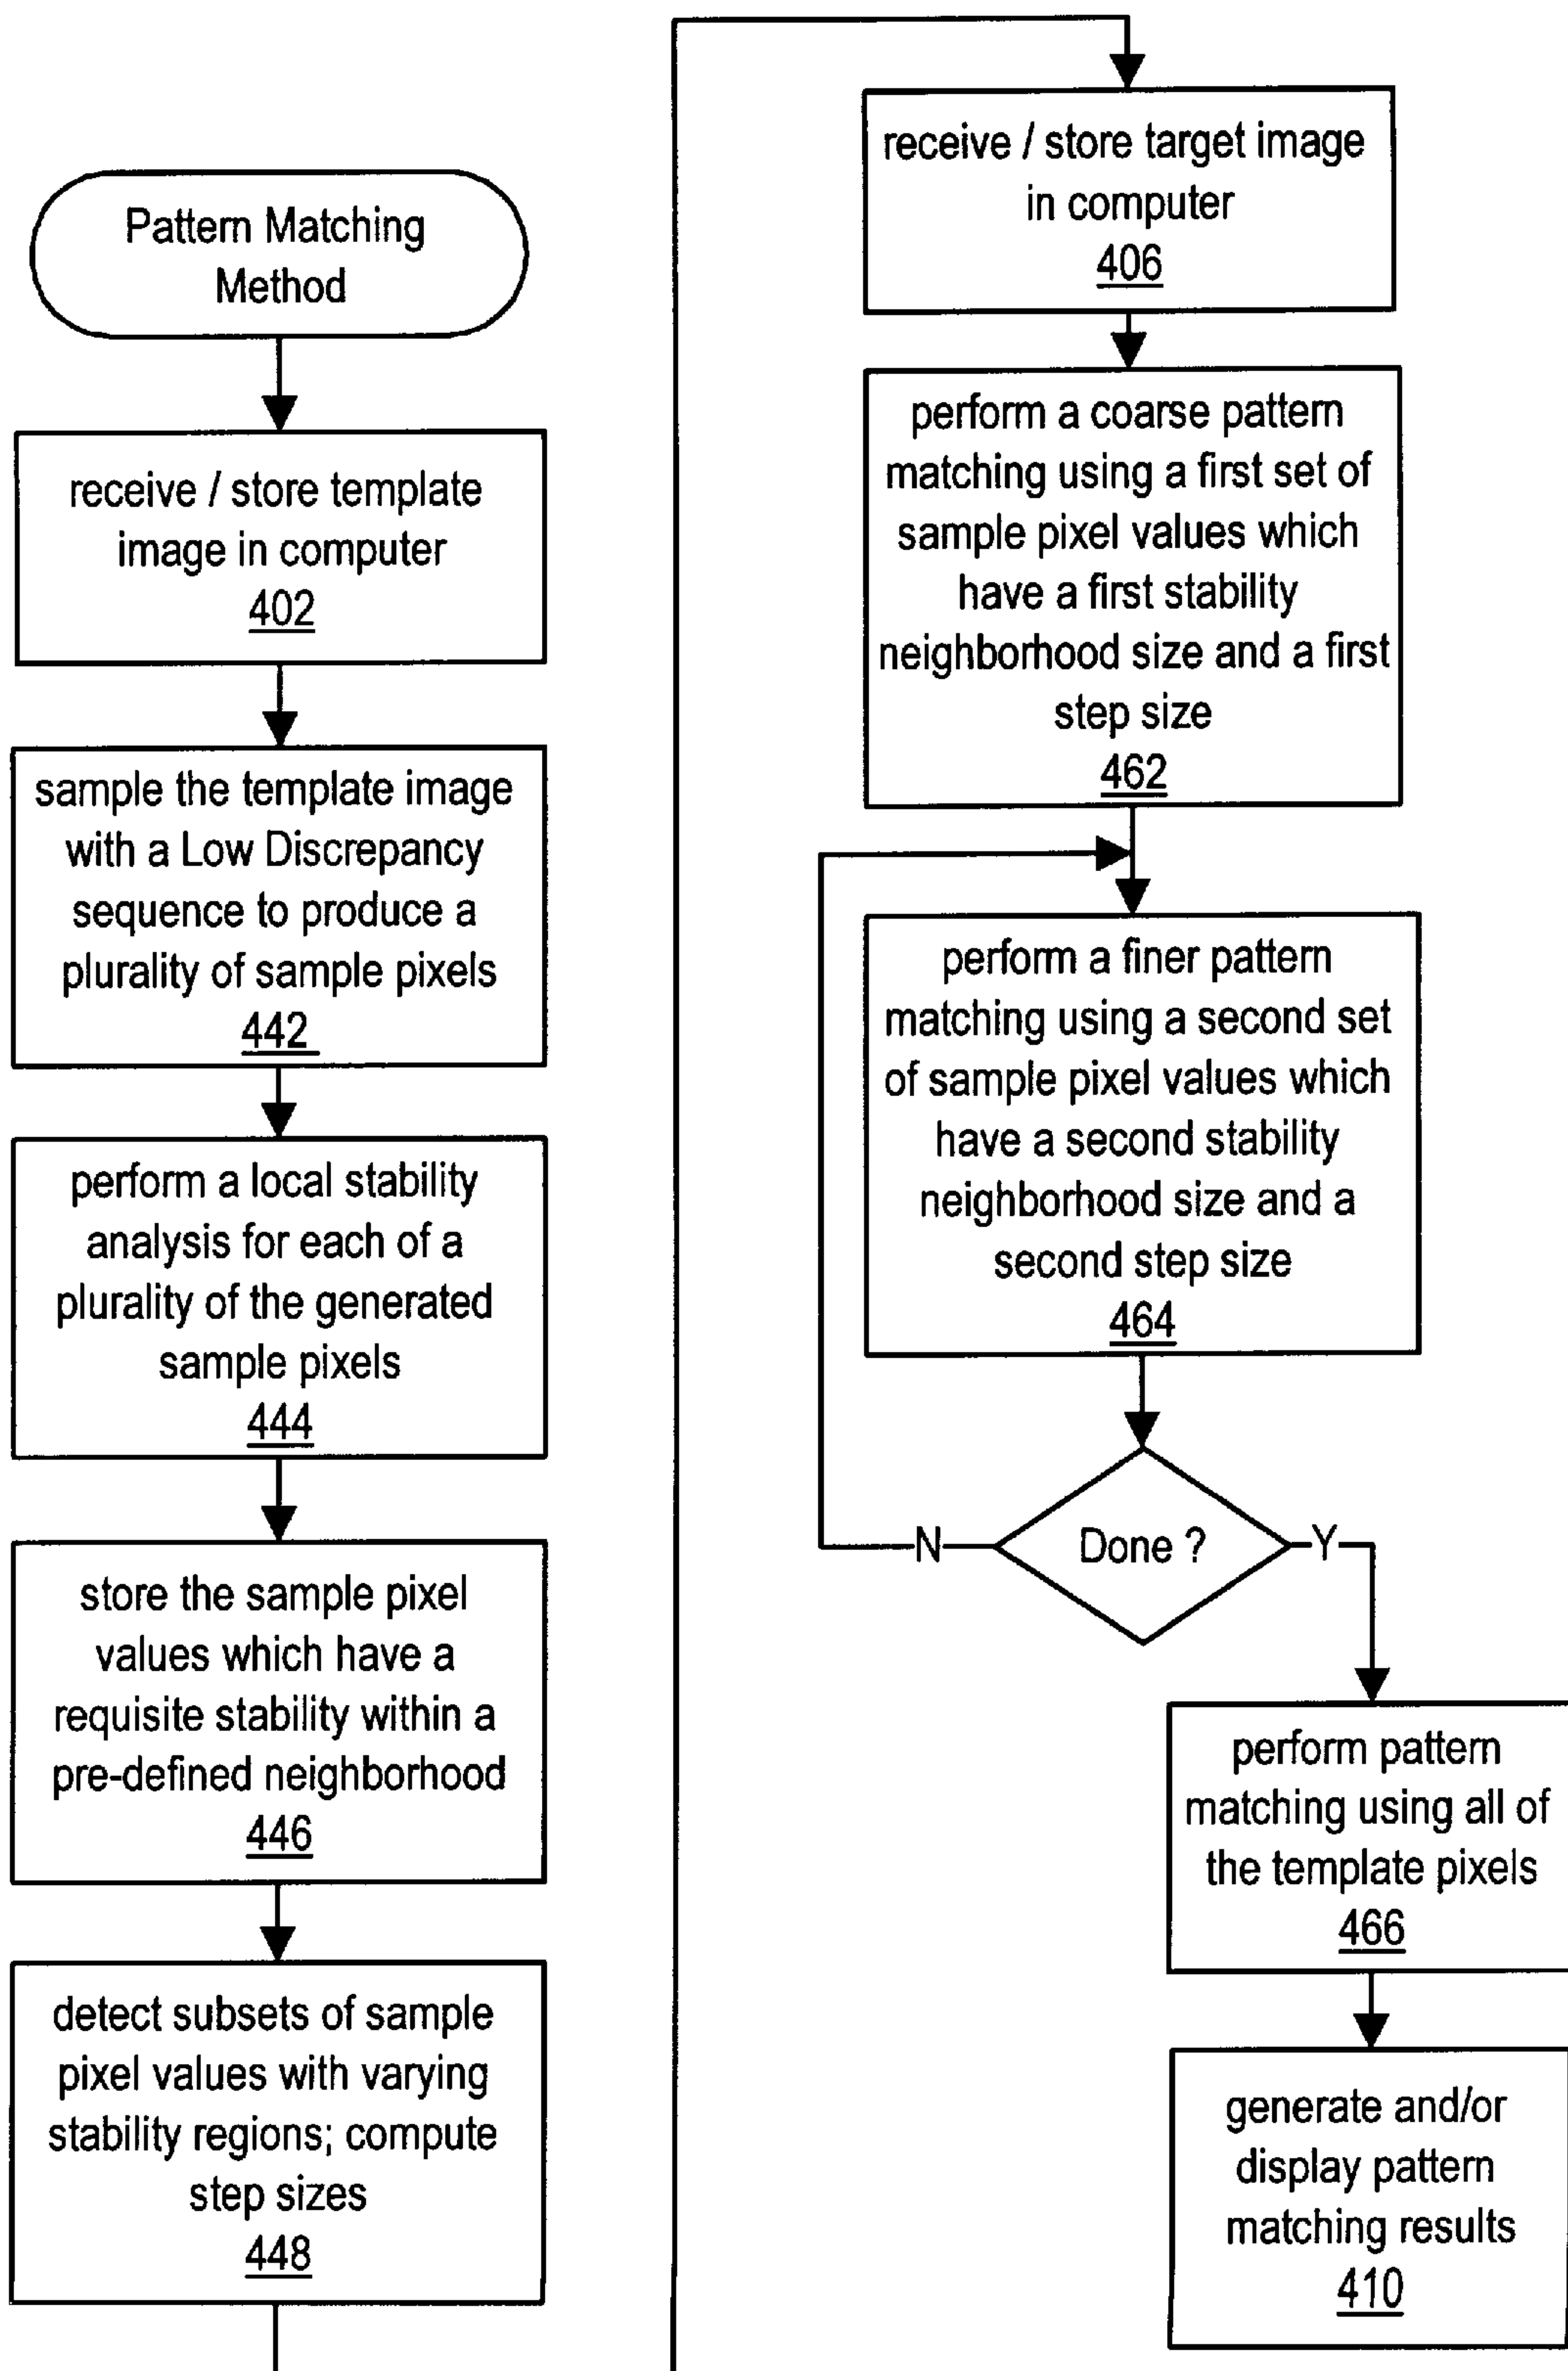 Pattern Matching
Method
receive / store template
image in computer
402
sample the template image
with a Low Discrepancy
sequence to produce a
plurality of sample pixels
442
perform a local stability
analysis for each of a
plurality of the generated
sample pixels
444
store the sample pixel
values which have a
requisite stability within a
pre-defined neighborhood
446
detect subsets of sample
pixel values with varying
stability regions; compute
step sizes
448
receive / store target image
in computer
406
perform a coarse pattern
matching using a first set of
sample pixel values which
have a first stability
neighborhood size and a first
step size
462
perform a finer pattern
matching using a second set
of sample pixel values which
have a second stability
neighborhood size and a
second step size
464
N
Done ?
Y
perform pattern
matching using all of
the template pixels
466
generate and/or
display pattern
matching results
410